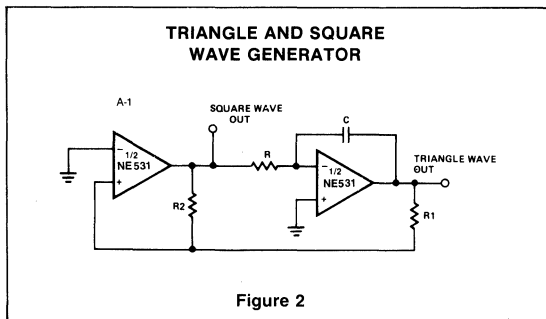 TRIANGLE AND SQUARE
WAVE GENERATOR
A-1
SQUARE WAVE
OUT
C
R
TRIANGLE WAVE
OUT
−
1/2
NE531
+
−
1/2
NE531
+
R2
R1
Figure 2